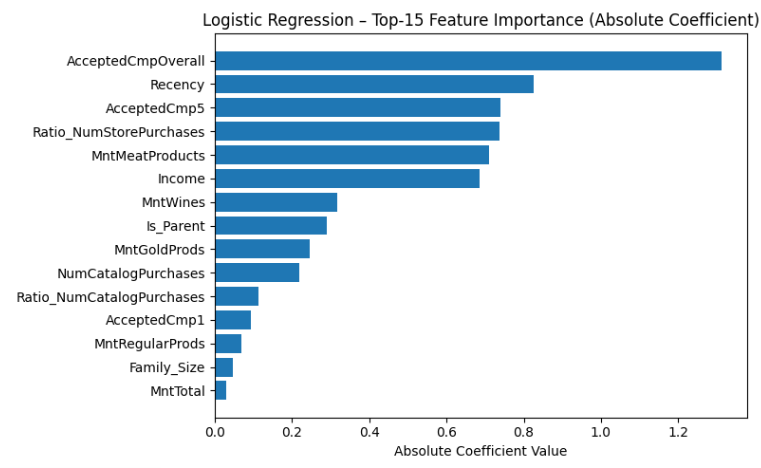 Logistic Regression – Top-15 Feature Importance (Absolute Coefficient)
AcceptedCmpOverall
Recency
AcceptedCmp5
Ratio_NumStorePurchases
MntMeatProducts
Income
MntWines
Is_Parent
MntGoldProds
NumCatalogPurchases
Ratio_NumCatalogPurchases
AcceptedCmp1
MntRegularProds
Family_Size
MntTotal
0.0 0.2 0.4 0.6 0.8 1.0 1.2
Absolute Coefficient Value